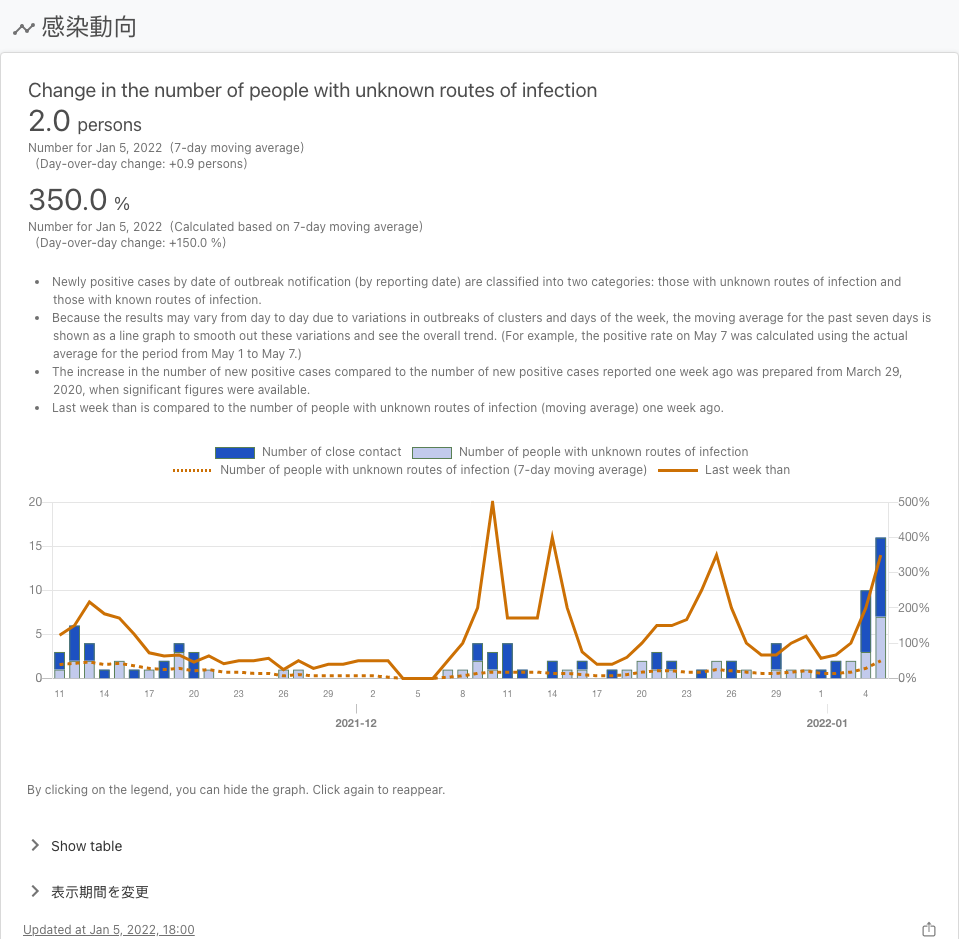 感染動向
Change in the number of people with unknown routes of infection
2.0 persons
Number for Jan 5, 2022 (7-day moving average)
(Day-over-day change: +0.9 persons)
350.0 %
Number for Jan 5, 2022 (Calculated based on 7-day moving average)
(Day-over-day change: +150.0 %)
• Newly positive cases by date of outbreak notification (by reporting date) are classified into two categories: those with unknown routes of infection and
those with known routes of infection.
• Because the results may vary from day to day due to variations in outbreaks of clusters and days of the week, the moving average for the past seven days is
shown as a line graph to smooth out these variations and see the overall trend. (For example, the positive rate on May 7 was calculated using the actual
average for the period from May 1 to May 7.)
• The increase in the number of new positive cases compared to the number of new positive cases reported one week ago was prepared from March 29,
2020, when significant figures were available.
• Last week than is compared to the number of people with unknown routes of infection (moving average) one week ago.
Number of close contact Number of people with unknown routes of infection
Number of people with unknown routes of infection (7-day moving average) Last week than
20 500%
15 400%
300%
10 200%
5 100%
0 0%
11 14 17 20 23 26 29 2 5 8 11 14 17 20 23 26 29 1 4
2021-12 2022-01
By clicking on the legend, you can hide the graph. Click again to reappear.
Show table
表示期間を変更
Updated at Jan 5, 2022, 18:00